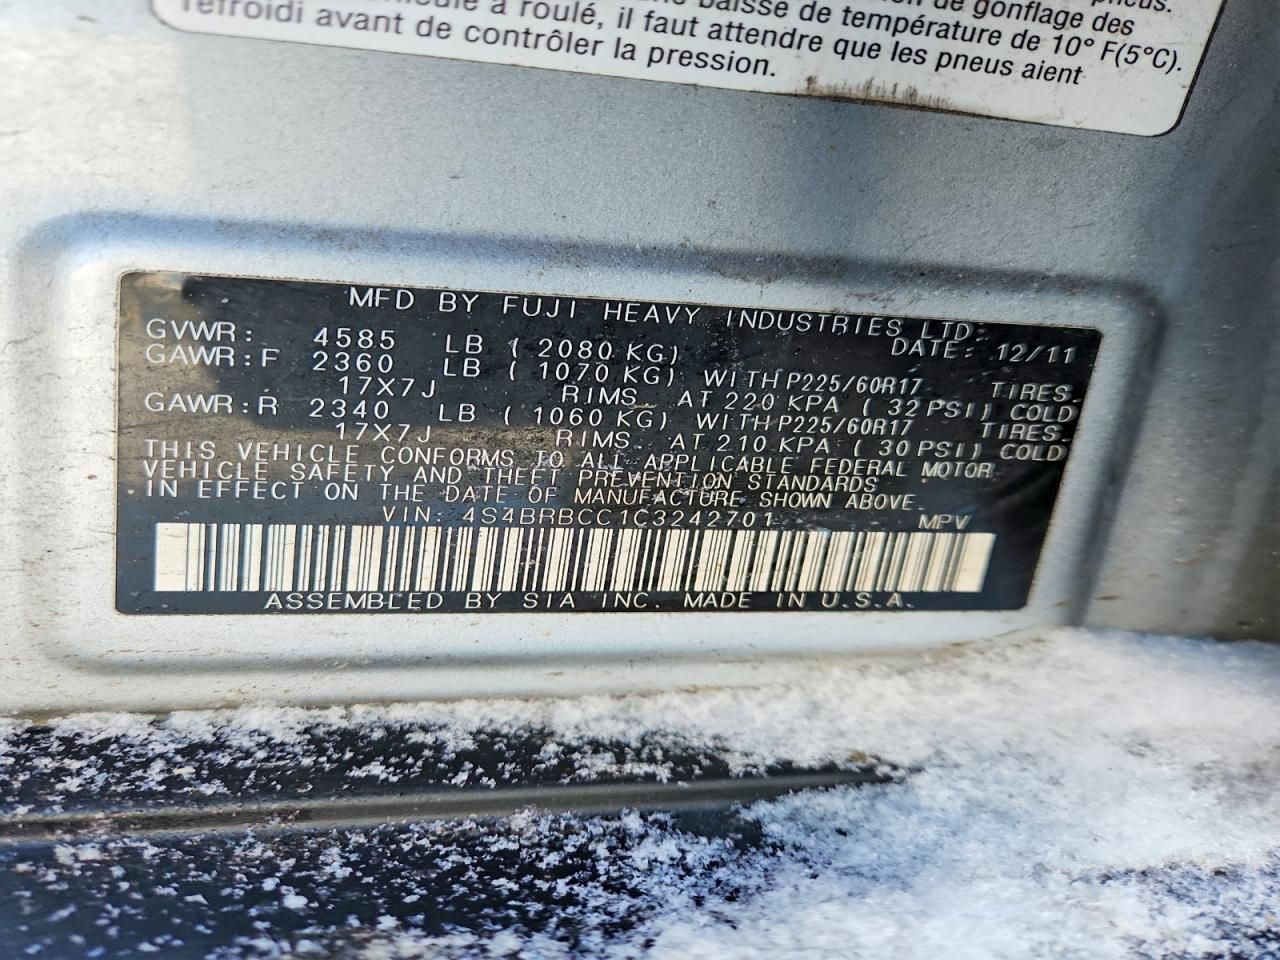 pneus.
de gonflage des
à roulé, il faut attendre que les pneus aient
baisse de température de 10° F(5°C).
refroidi avant de contrôler la pression.
MFD BY FUJI HEAVY INDUSTRIES LTD.
GVWR: 4585 LB ( 2080 KG) DATE: 12/11
GAWR:F 2360 LB ( 1070 KG) WITH P225/60R17 TIRES.
17X7J RIMS. AT 220 KPA ( 32 PSI) COLD
GAWR:R 2340 LB ( 1060 KG) WITH P225/60R17 TIRES.
17X7J RIMS. AT 210 KPA ( 30 PSI) COLD
THIS VEHICLE CONFORMS TO ALL APPLICABLE FEDERAL MOTOR
VEHICLE SAFETY AND THEFT PREVENTION STANDARDS
IN EFFECT ON THE DATE OF MANUFACTURE SHOWN ABOVE.
VIN: 4S4BRBCC1C3242701 MPV
ASSEMBLED BY SIA INC. MADE IN U.S.A.